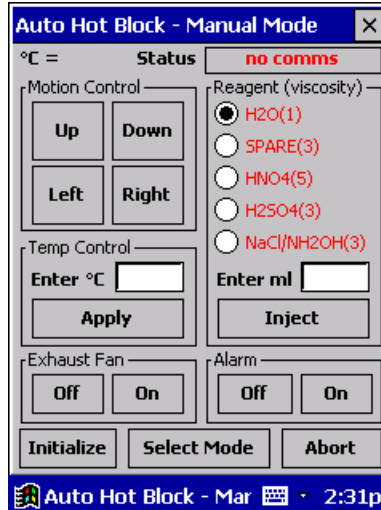 Auto Hot Block - Manual Mode
°C = Status no comms
Motion Control
Up Down
Left Right
Reagent (viscosity)
H2O(1)
SPARE(3)
HNO4(5)
H2SO4(3)
NaCl/NH2OH(3)
Temp Control
Enter °C
Apply
Enter ml
Inject
Exhaust Fan
Off On
Alarm
Off On
Initialize Select Mode Abort
Auto Hot Block - Mar 2:31p